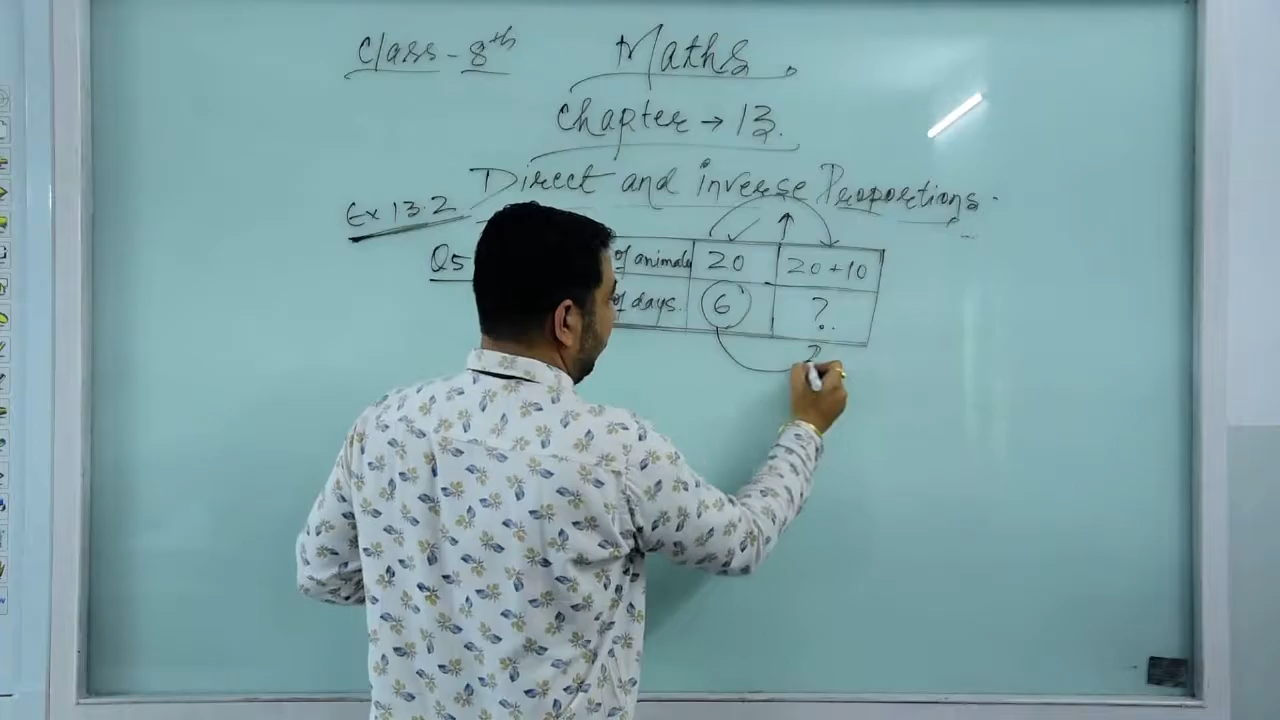 Class - 8th
Maths.
Chapter → 13.
Direct and inverse Proportions.
Ex 13.2
Q5
of animals 20 20+10
of days. 6 ?
?